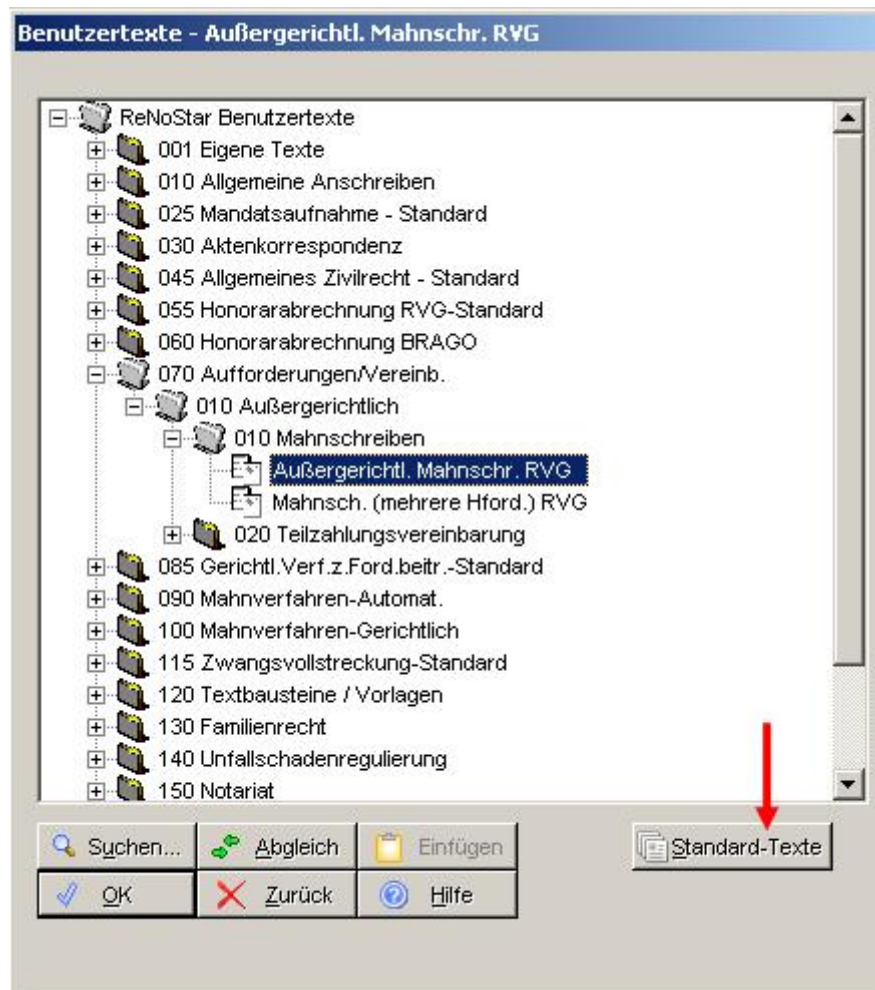 Benutzertexte - Außergerichtl. Mahnschr. RVG
ReNoStar Benutzertexte
001 Eigene Texte
010 Allgemeine Anschreiben
025 Mandatsaufnahme - Standard
030 Aktenkorrespondenz
045 Allgemeines Zivilrecht - Standard
055 Honorarabrechnung RVG-Standard
060 Honorarabrechnung BRAGO
070 Aufforderungen/Vereinb.
010 Außergerichtlich
010 Mahnschreiben
Außergerichtl. Mahnschr. RVG
Mahnsch. (mehrere Hford.) RVG
020 Teilzahlungsvereinbarung
085 Gerichtl.Verf.z.Ford.beitr.-Standard
090 Mahnverfahren-Automat.
100 Mahnverfahren-Gerichtlich
115 Zwangsvollstreckung-Standard
120 Textbausteine / Vorlagen
130 Familienrecht
140 Unfallschadenregulierung
150 Notariat
Suchen... Abgleich Einfügen Standard-Texte
OK Zurück Hilfe